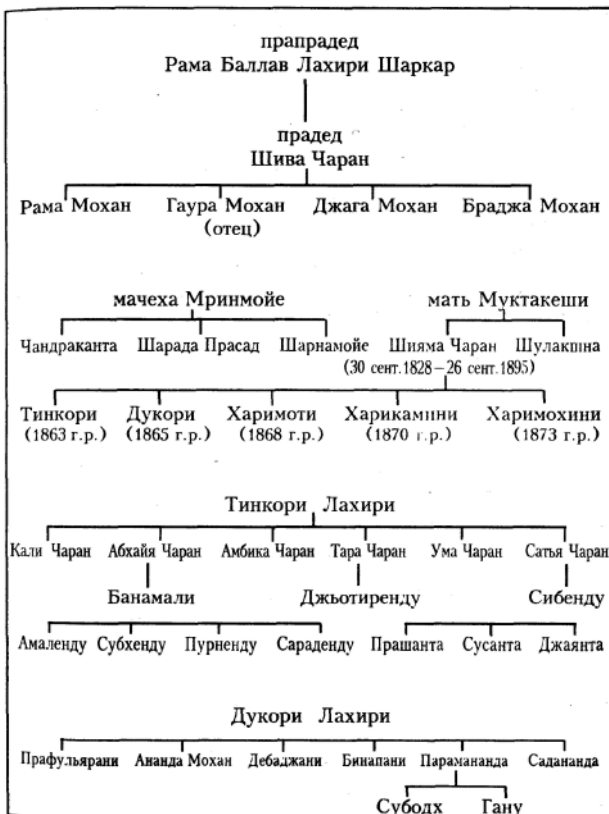 прапрадед
Рама Баллав Лахири Шаркар
прадед
Шива Чаран
Рама Мохан Гаура Мохан Джага Мохан Браджа Мохан
(отец)
мачеха Мринмойе мать Муктакеши
Чандраканта Шарада Прасад Шарнамойе Шияма Чаран Шулакшна
(30 сент.1828–26 сент.1895)
Тинкори Дукори Харимоти Харикамини Харимохини
(1863 г.р.) (1865 г.р.) (1868 г.р.) (1870 г.р.) (1873 г.р.)
Тинкори Лахири
Кали Чаран Абхайя Чаран Амбика Чаран Тара Чаран Ума Чаран Сатья Чаран
Банамали Джьотиренду Сибенду
Амаленду Субхенду Пурненду Сараденду Прашанта Сусанта Джаянта
Дукори Лахири
Прафульярани Ананда Мохан Дебаджани Бинапани Парамананда Садананда
Субодх Гану